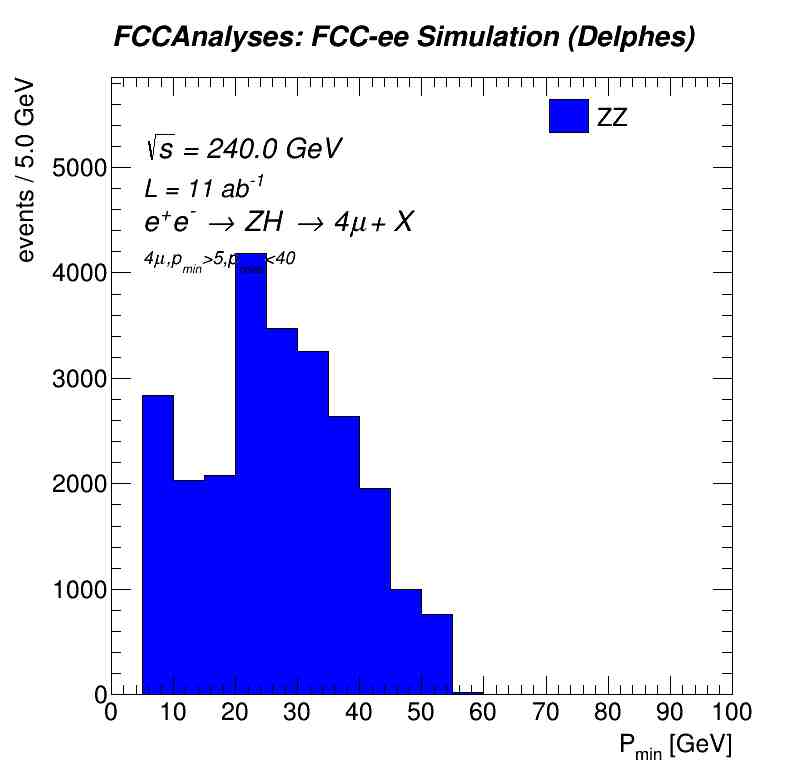 FCCAnalyses: FCC-ee Simulation (Delphes)
events / 5.0 GeV
ZZ
√s = 240.0 GeV
L = 11 ab⁻¹
e⁺e⁻ → ZH → 4μ + X
4μ,p_min>5,p <40
5000
4000
3000
2000
1000
0
0 10 20 30 40 50 60 70 80 90 100
P_min [GeV]